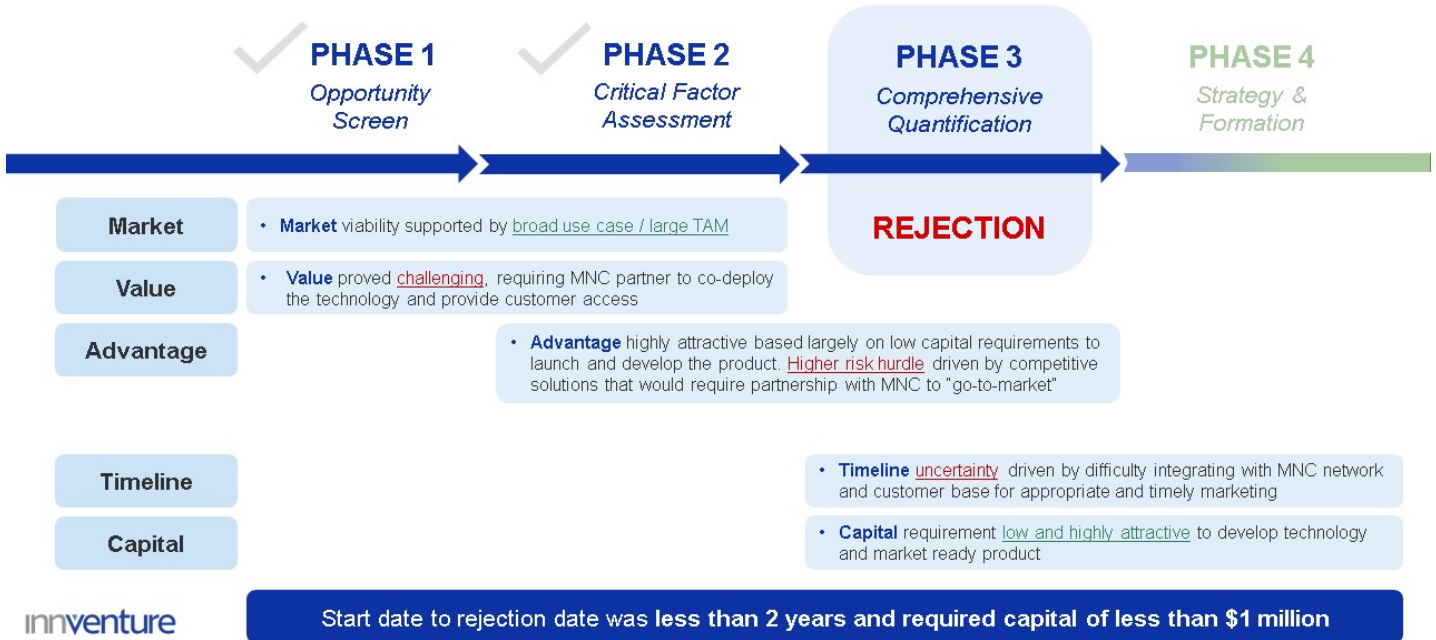 PHASE 1
Opportunity
Screen
PHASE 2
Critical Factor
Assessment
PHASE 3
Comprehensive
Quantification
PHASE 4
Strategy &
Formation
REJECTION
Market
• Market viability supported by broad use case / large TAM
Value
• Value proved challenging, requiring MNC partner to co-deploy
the technology and provide customer access
Advantage
• Advantage highly attractive based largely on low capital requirements to
launch and develop the product. Higher risk hurdle driven by competitive
solutions that would require partnership with MNC to “go-to-market”
Timeline
• Timeline uncertainty driven by difficulty integrating with MNC network
and customer base for appropriate and timely marketing
Capital
• Capital requirement low and highly attractive to develop technology
and market ready product
innventure
Start date to rejection date was less than 2 years and required capital of less than $1 million